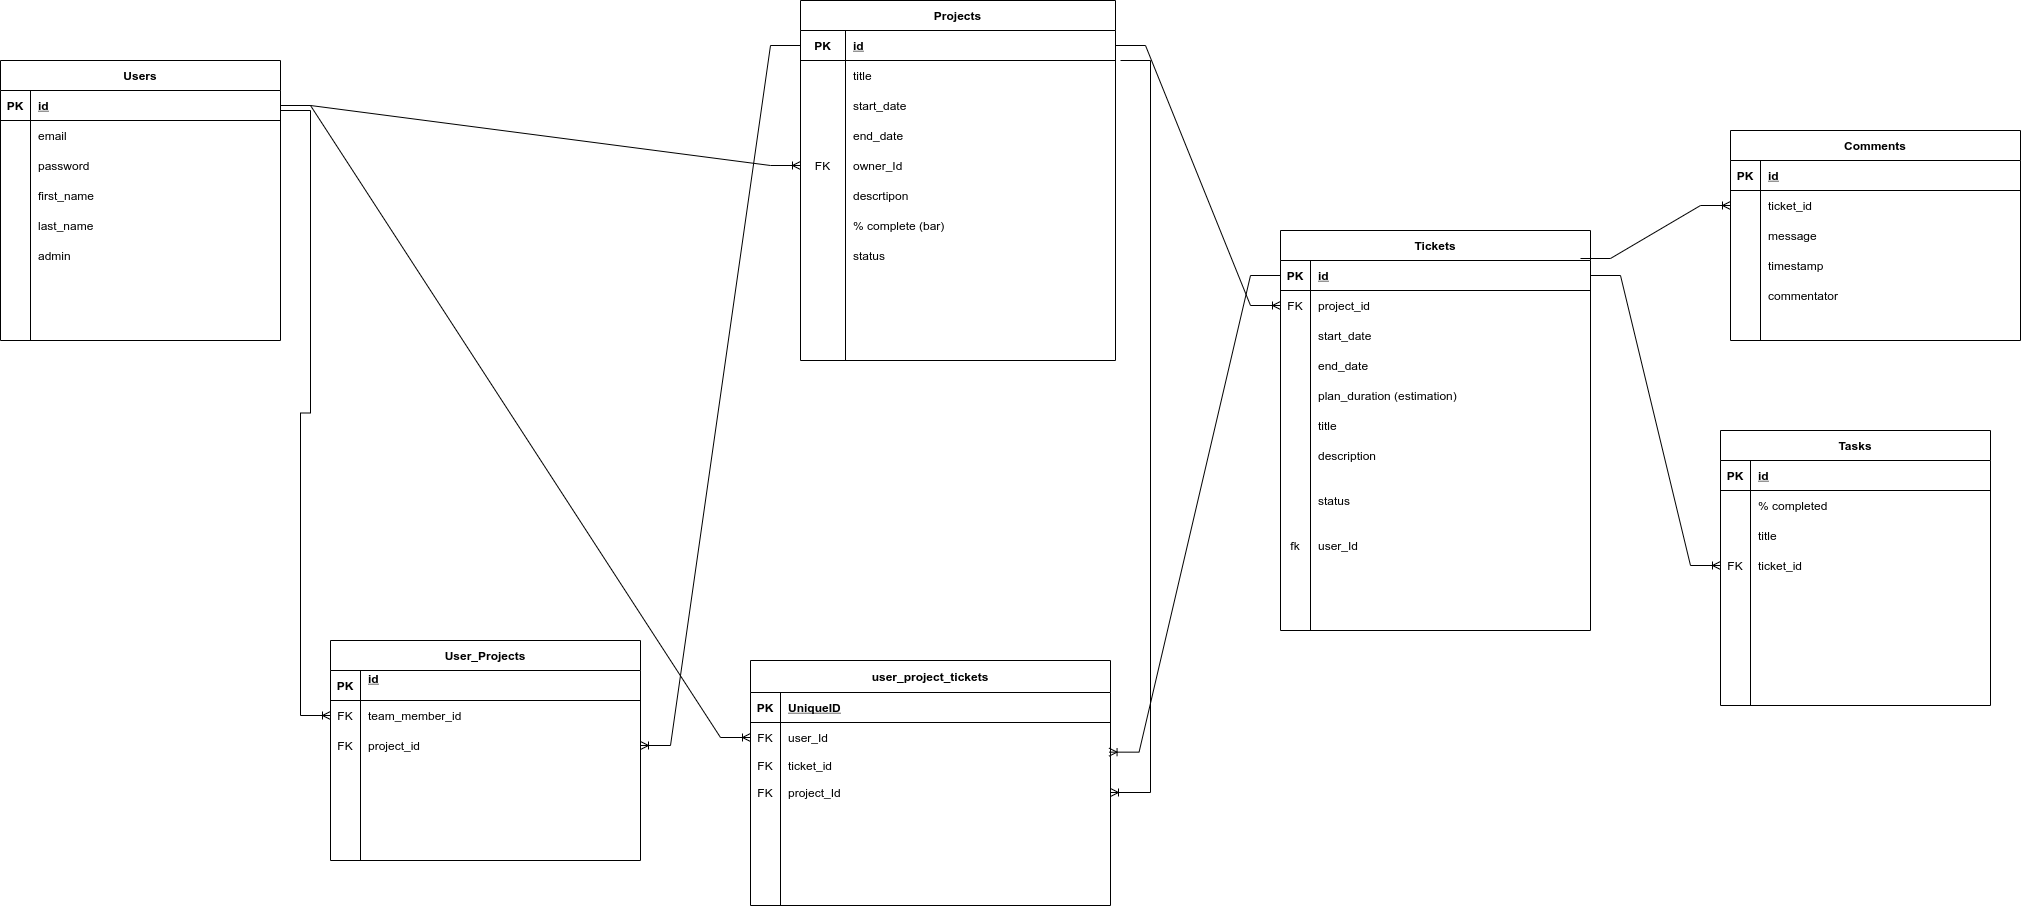 Projects
PK id
title
start_date
end_date
FK owner_Id
descrtipon
% complete (bar)
status
Users
PK id
email
password
first_name
last_name
admin
Comments
PK id
ticket_id
message
timestamp
commentator
Tickets
PK id
FK project_id
start_date
end_date
plan_duration (estimation)
title
description
status
fk user_Id
Tasks
PK id
% completed
title
FK ticket_id
User_Projects
PK id
FK team_member_id
FK project_id
user_project_tickets
PK UniqueID
FK user_Id
FK ticket_id
FK project_Id